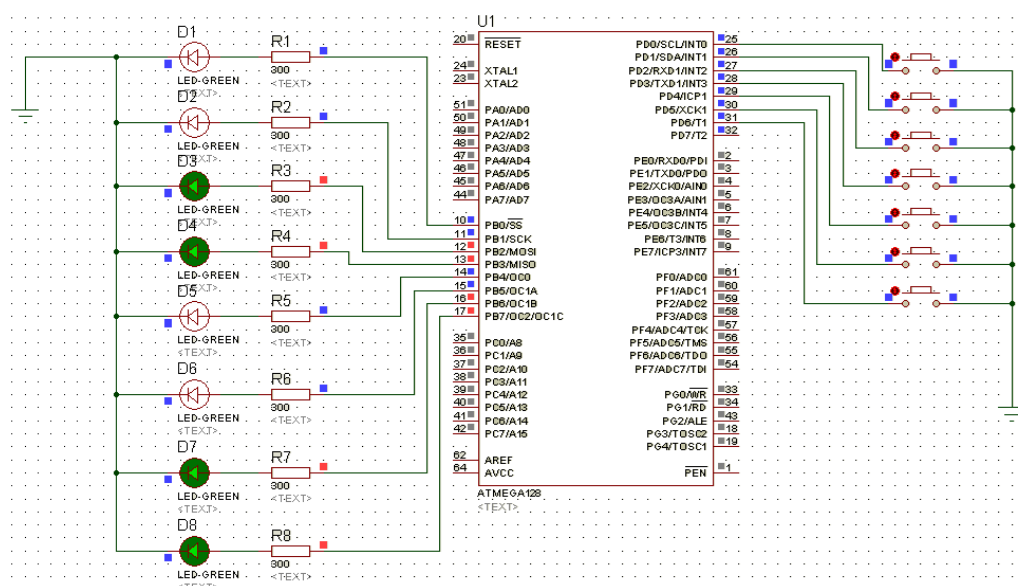 D1
LED-GREEN
<TEXT>
R1
300
<TEXT>
D2
LED-GREEN
<TEXT>
R2
300
<TEXT>
D3
LED-GREEN
<TEXT>
R3
300
<TEXT>
D4
LED-GREEN
<TEXT>
R4
300
<TEXT>
D5
LED-GREEN
<TEXT>
R5
300
<TEXT>
D6
LED-GREEN
<TEXT>
R6
300
<TEXT>
D7
LED-GREEN
<TEXT>
R7
300
<TEXT>
D8
LED-GREEN
<TEXT>
R8
300
<TEXT>
U1
20 RESET
24 XTAL1
23 XTAL2
51 PA0/AD0
50 PA1/AD1
49 PA2/AD2
48 PA3/AD3
47 PA4/AD4
46 PA5/AD5
45 PA6/AD6
44 PA7/AD7
10 PB0/SS
11 PB1/SCK
12 PB2/MOSI
13 PB3/MISO
14 PB4/OC0
15 PB5/OC1A
16 PB6/OC1B
17 PB7/OC2/OC1C
35 PC0/A8
36 PC1/A9
37 PC2/A10
38 PC3/A11
39 PC4/A12
40 PC5/A13
41 PC6/A14
42 PC7/A15
62 AREF
64 AVCC
PD0/SCL/INT0 25
PD1/SDA/INT1 26
PD2/RXD1/INT2 27
PD3/TXD1/INT3 28
PD4/ICP1 29
PD5/XCK1 30
PD6/T1 31
PD7/T2 32
PE0/RXD0/PDI 2
PE1/TXD0/PDO 3
PE2/XCK0/AIN0 4
PE3/OC3A/AIN1 5
PE4/OC3B/INT4 6
PE5/OC3C/INT5 7
PE6/T3/INT6 8
PE7/ICP3/INT7 9
PF0/ADC0 61
PF1/ADC1 60
PF2/ADC2 59
PF3/ADC3 58
PF4/ADC4/TCK 57
PF5/ADC5/TMS 56
PF6/ADC6/TDO 55
PF7/ADC7/TDI 54
PG0/WR 33
PG1/RD 34
PG2/ALE 43
PG3/TOSC2 18
PG4/TOSC1 19
PEN 1
ATMEGA128
<TEXT>